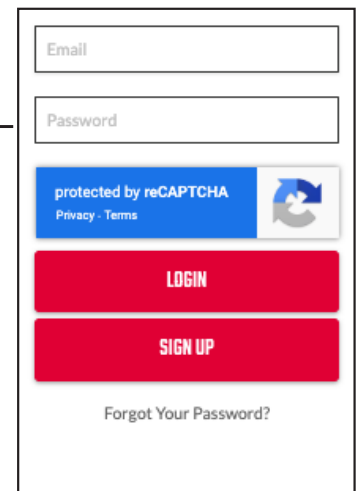 Email
Password
protected by reCAPTCHA
Privacy - Terms
LOGIN
SIGN UP
Forgot Your Password?